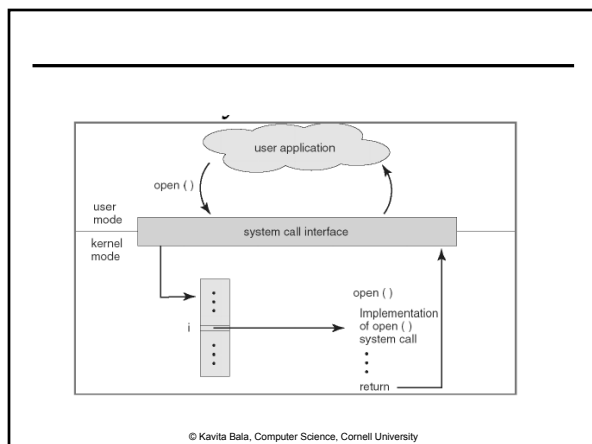 user application
open ( )
user
mode
system call interface
kernel
mode
i
open ( )
Implementation
of open ( )
system call
return
© Kavita Bala, Computer Science, Cornell University